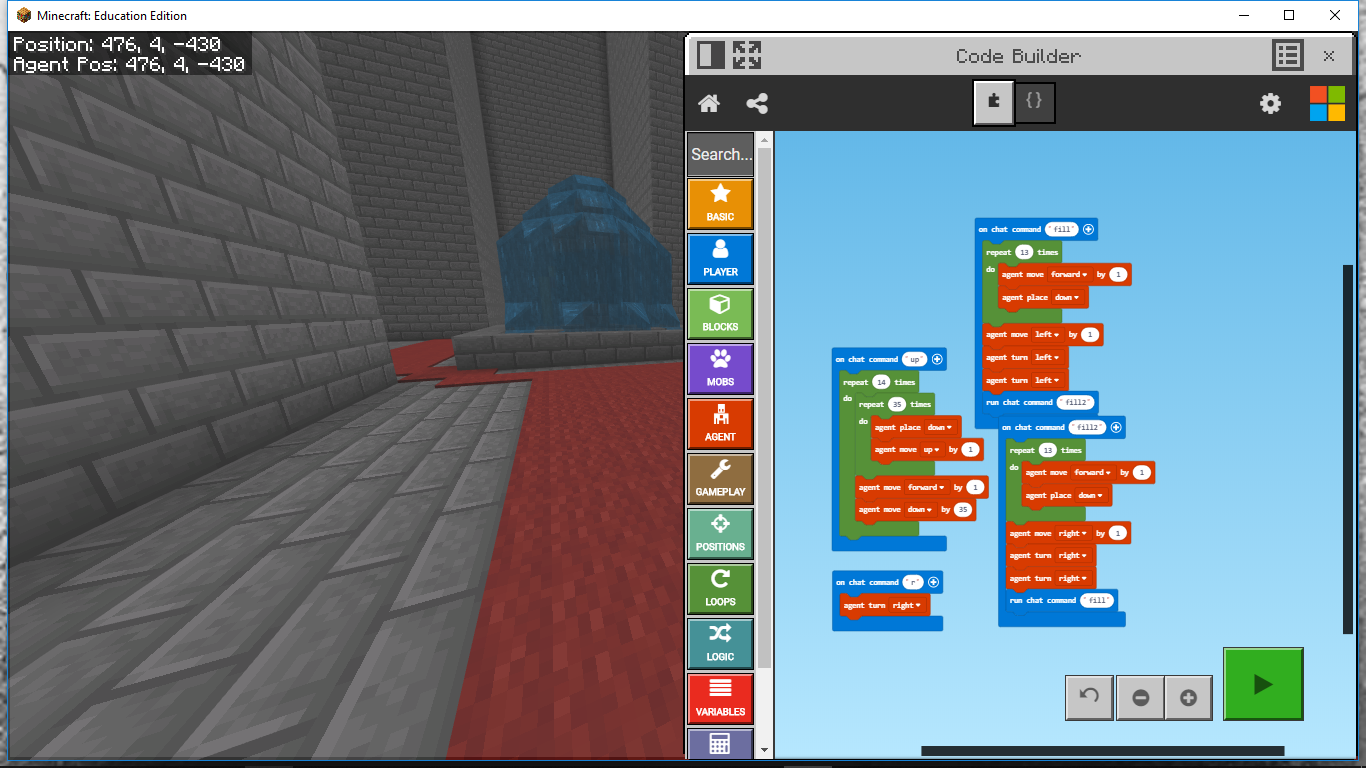 Minecraft: Education Edition
Position: 476, 4, -430
Agent Pos: 476, 4, -430
Code Builder
{}
Search...
BASIC
PLAYER
BLOCKS
MOBS
AGENT
GAMEPLAY
POSITIONS
LOOPS
LOGIC
VARIABLES
on chat command "fill"
repeat 13 times
do
agent move forward by 1
agent place down
agent move left by 1
agent turn left
agent turn left
run chat command "fill2"
on chat command "fill2"
repeat 13 times
do
agent move forward by 1
agent place down
agent move right by 1
agent turn right
agent turn right
run chat command "fill"
on chat command "up"
repeat 14 times
do
repeat 35 times
do
agent place down
agent move up by 1
agent move forward by 1
agent move down by 35
on chat command "r"
agent turn right